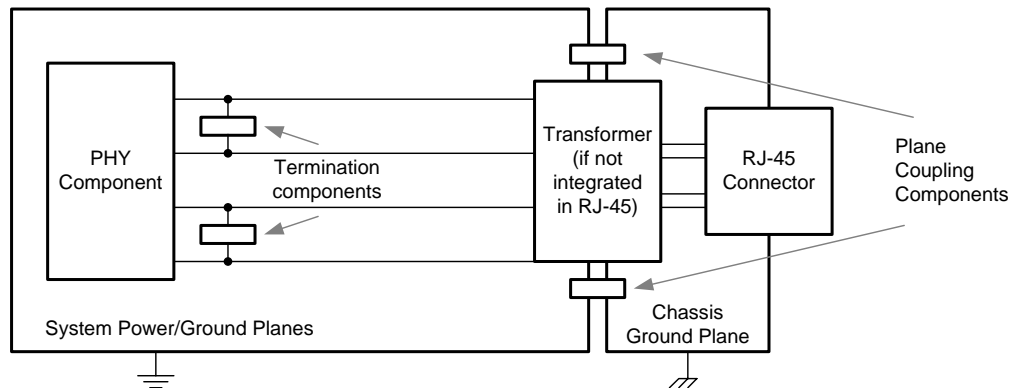 PHY
Component
Termination
components
Transformer
(if not
integrated
in RJ-45)
RJ-45
Connector
Plane
Coupling
Components
System Power/Ground Planes
Chassis
Ground Plane